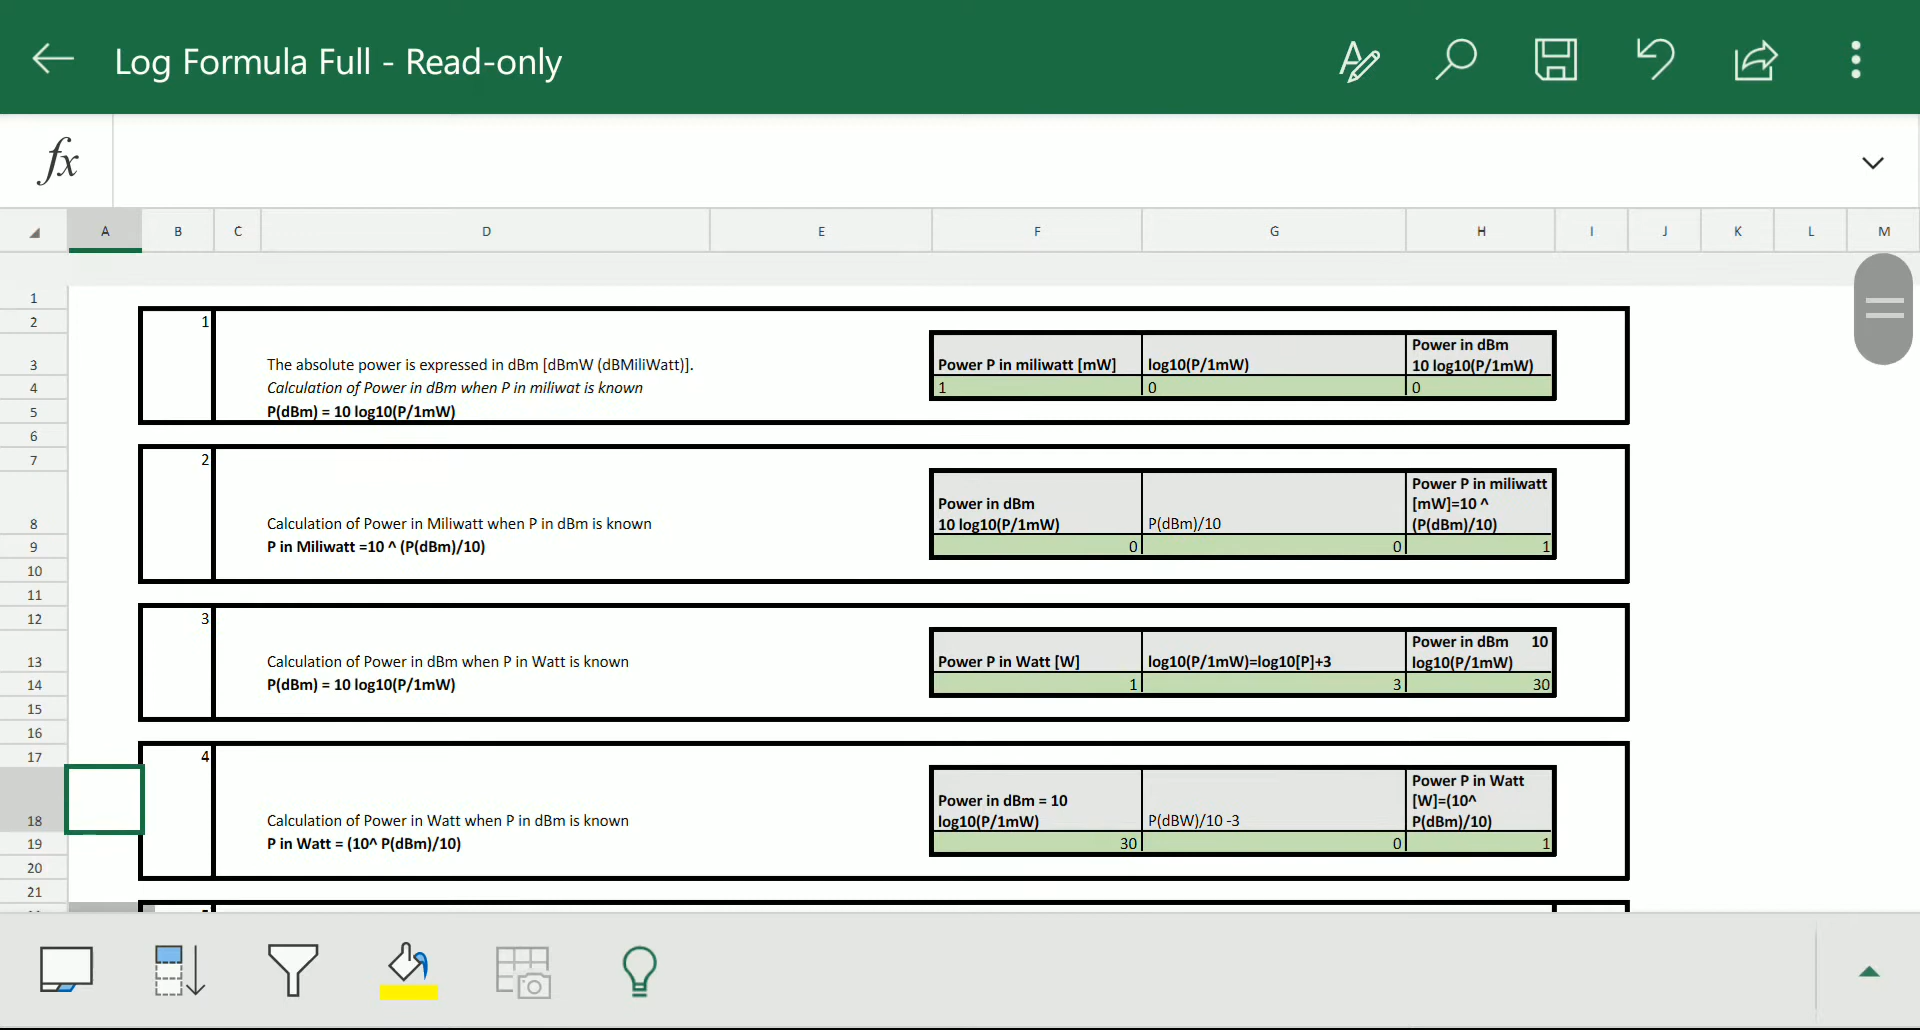 Log Formula Full - Read-only
fx
A B C D E F G H I J K L M
1
2 1
Power in dBm
3 The absolute power is expressed in dBm [dBmW (dBMiliWatt)]. Power P in miliwatt [mW] log10(P/1mW) 10 log10(P/1mW)
4 Calculation of Power in dBm when P in miliwat is known 1 0 0
5 P(dBm) = 10 log10(P/1mW)
6
7 2
Power P in miliwatt
Power in dBm [mW]=10 ^
8 Calculation of Power in Miliwatt when P in dBm is known 10 log10(P/1mW) P(dBm)/10 (P(dBm)/10)
9 P in Miliwatt =10 ^ (P(dBm)/10) 0 0 1
10
11
12 3
Power in dBm 10
13 Calculation of Power in dBm when P in Watt is known Power P in Watt [W] log10(P/1mW)=log10[P]+3 log10(P/1mW)
14 P(dBm) = 10 log10(P/1mW) 1 3 30
15
16
17 4
Power P in Watt
Power in dBm = 10 [W]=(10^
18 Calculation of Power in Watt when P in dBm is known log10(P/1mW) P(dBW)/10 -3 P(dBm)/10)
19 P in Watt = (10^ P(dBm)/10) 30 0 1
20
21